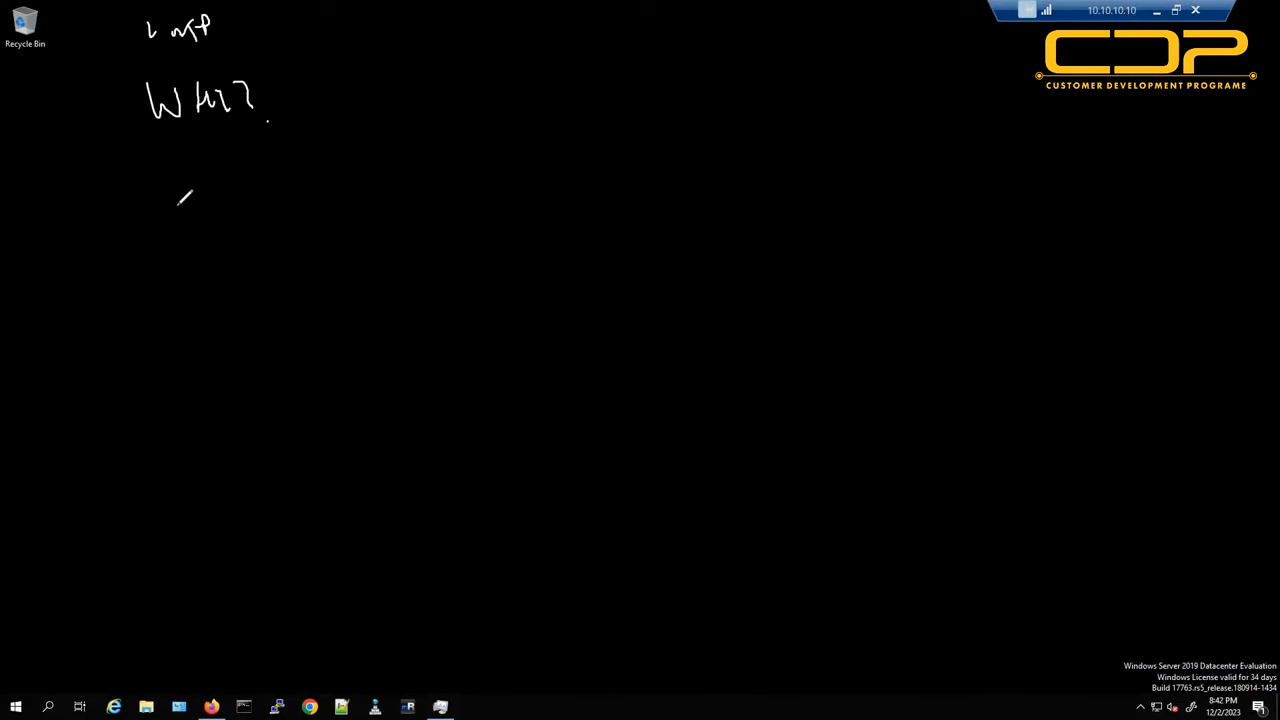 10.10.10.10
CDP
CUSTOMER DEVELOPMENT PROGRAME
Recycle Bin
Windows Server 2019 Datacenter Evaluation
Windows License valid for 34 days
Build 17763.rs5_release.180914-1434
8:42 PM
12/2/2023